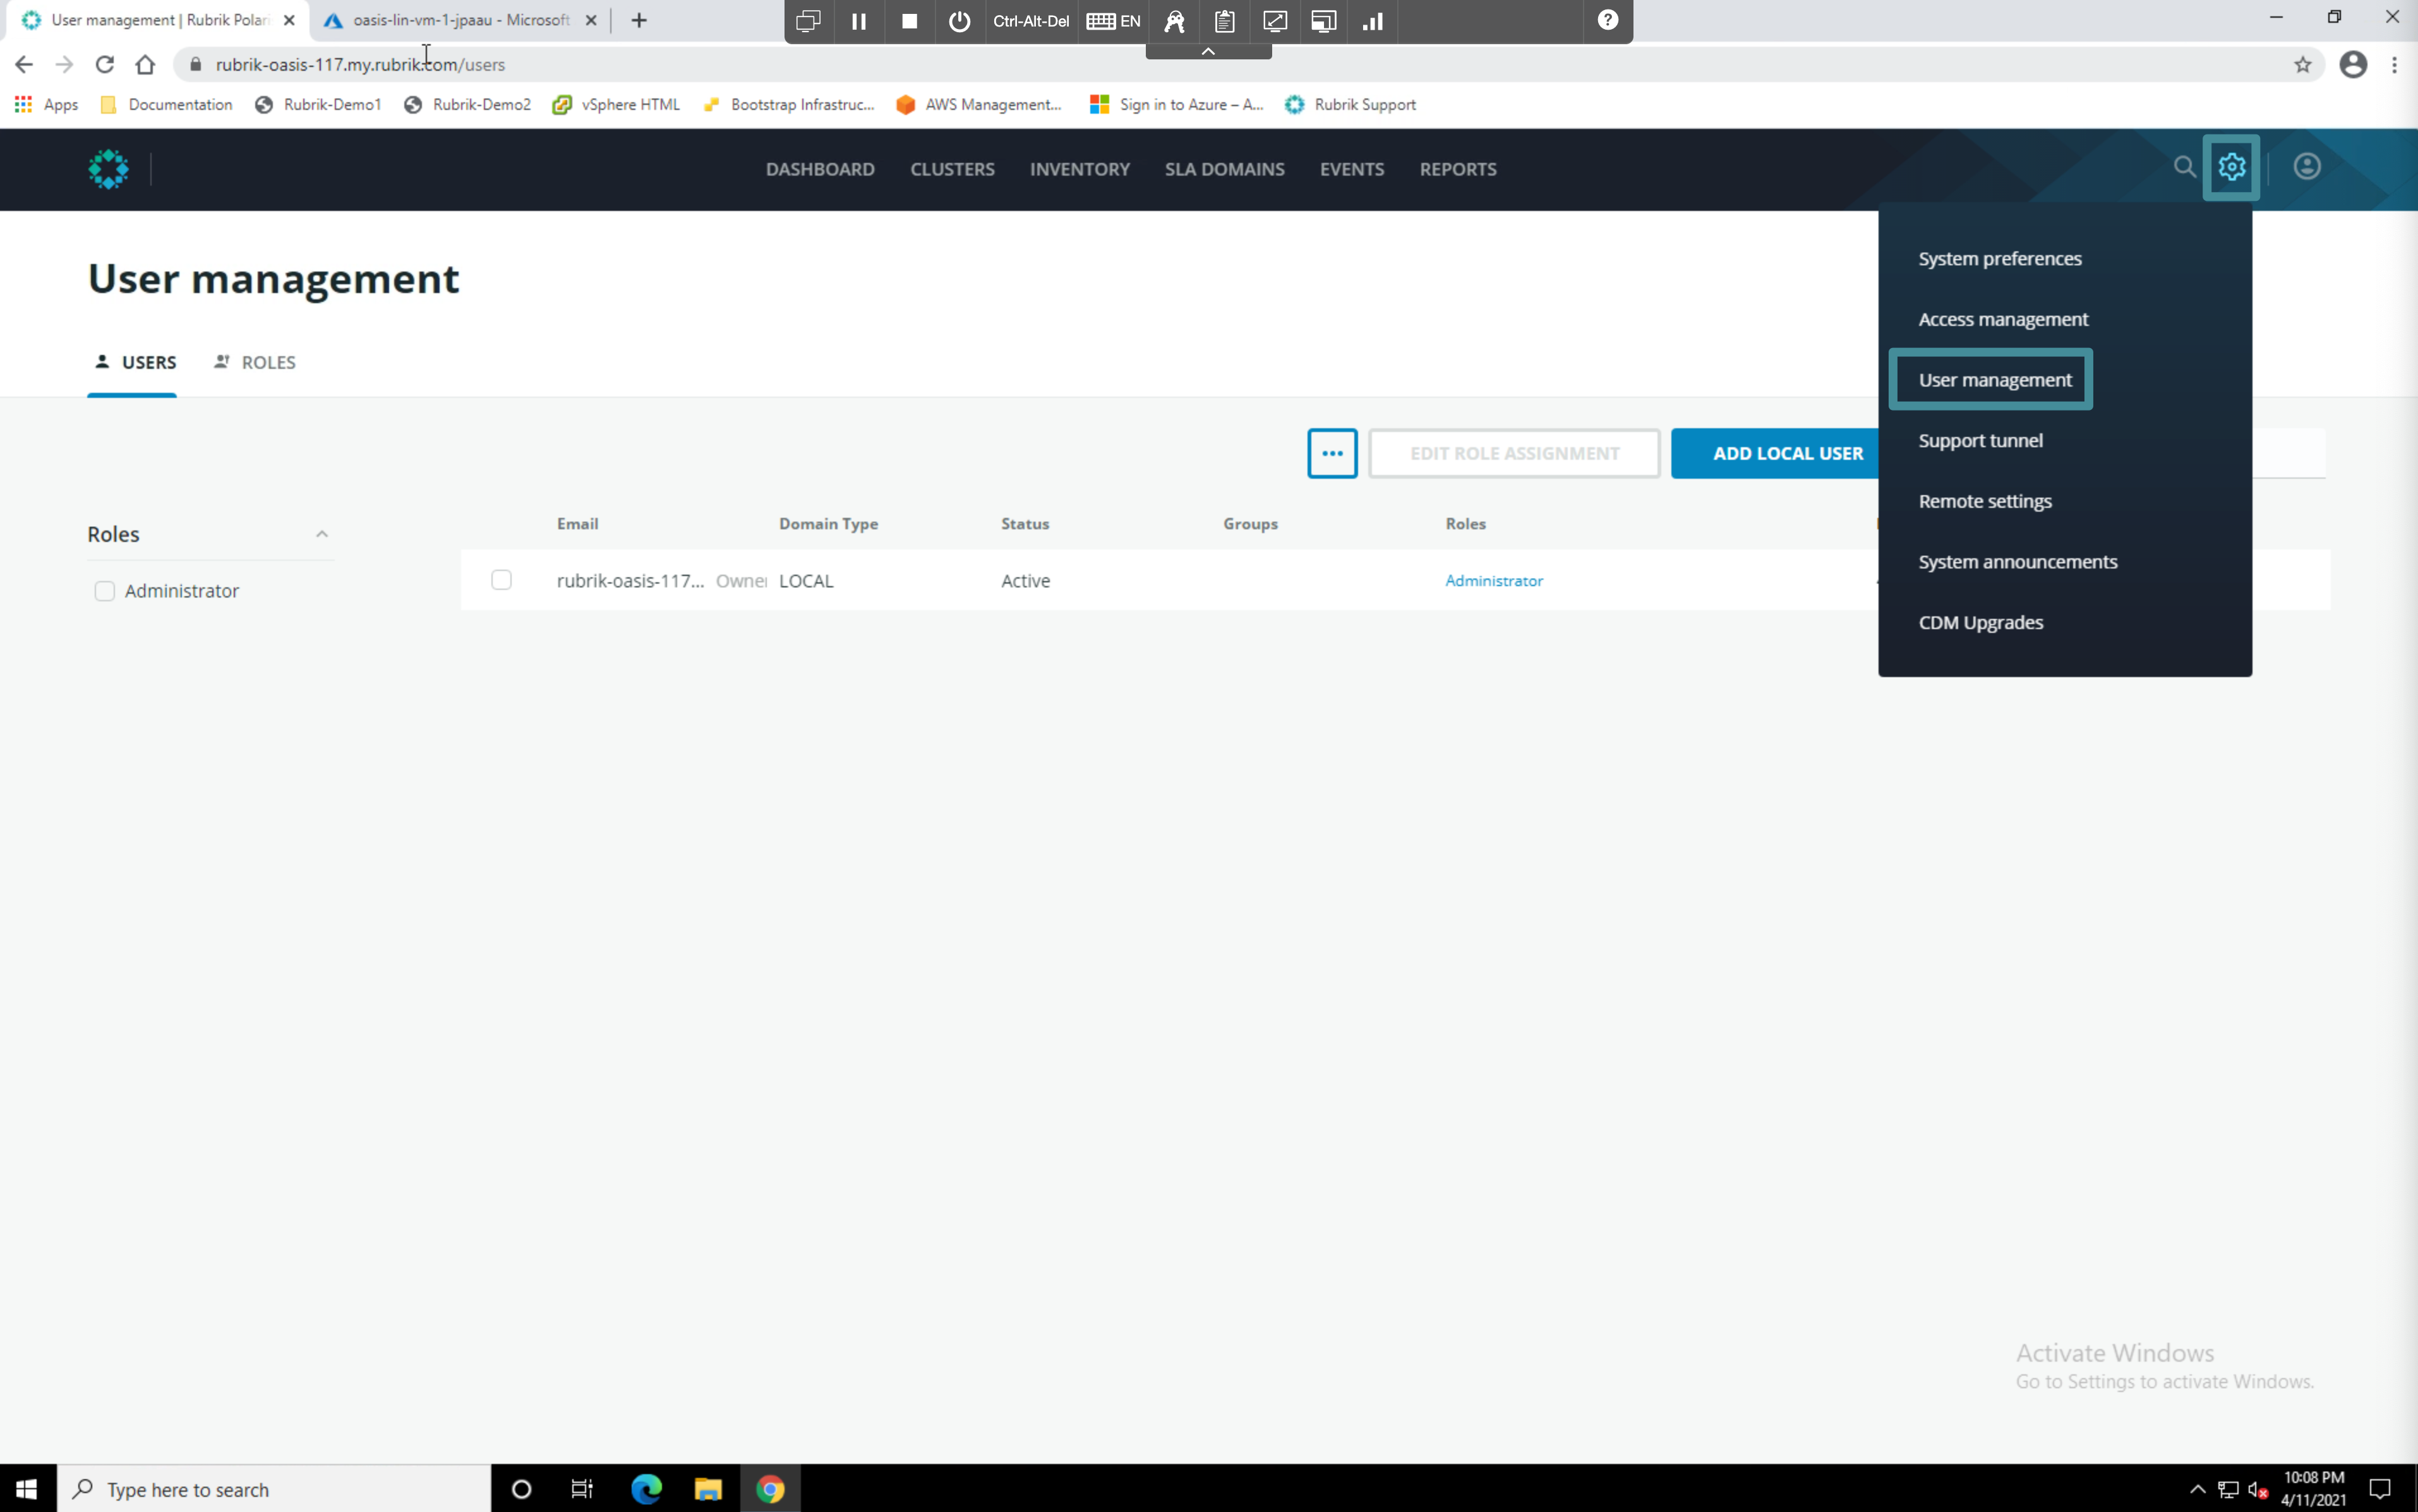 User management | Rubrik Polari
oasis-lin-vm-1-jpaau - Microsoft
Ctrl-Alt-Del
EN
rubrik-oasis-117.my.rubrik.com/users
Apps
Documentation
Rubrik-Demo1
Rubrik-Demo2
vSphere HTML
Bootstrap Infrastruc...
AWS Management...
Sign in to Azure – A...
Rubrik Support
DASHBOARD
CLUSTERS
INVENTORY
SLA DOMAINS
EVENTS
REPORTS
System preferences
Access management
User management
Support tunnel
Remote settings
System announcements
CDM Upgrades
User management
USERS
ROLES
EDIT ROLE ASSIGNMENT
ADD LOCAL USER
Roles
Administrator
Email
Domain Type
Status
Groups
Roles
rubrik-oasis-117...
LOCAL
Active
Administrator
Activate Windows
Go to Settings to activate Windows.
Type here to search
10:08 PM
4/11/2021